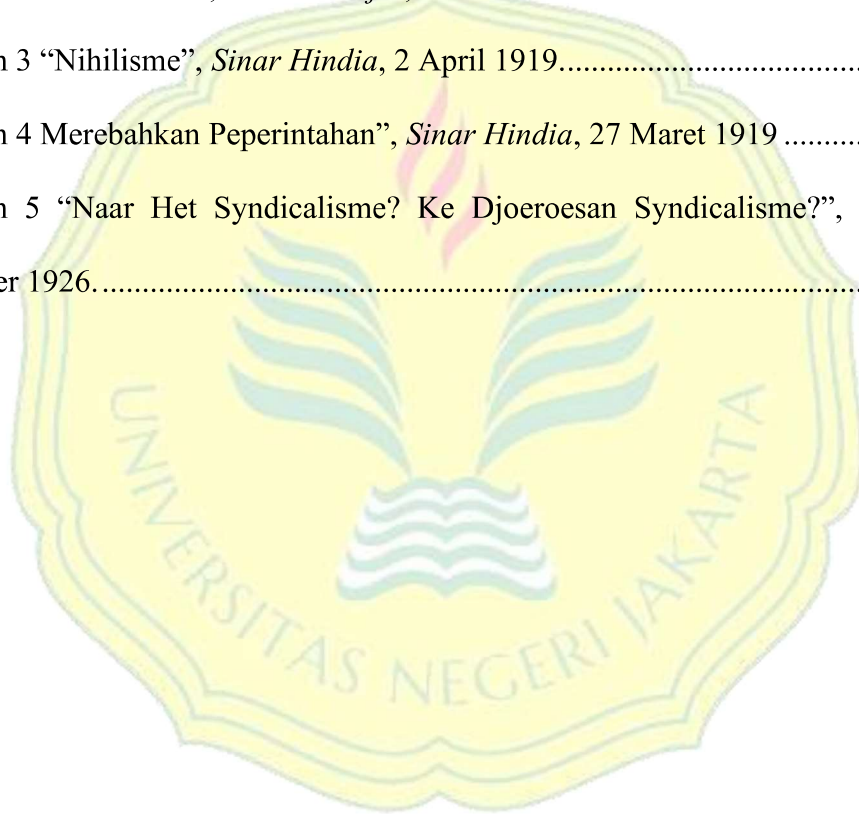 n 3 “Nihilisme”, Sinar Hindia, 2 April 1919....................................
n 4 Merebahkan Peperintahan”, Sinar Hindia, 27 Maret 1919 .........
n 5 “Naar Het Syndicalisme? Ke Djoeroesan Syndicalisme?”,
er 1926. ..............................................................................................
UNIVERSITAS NEGERI JAKARTA